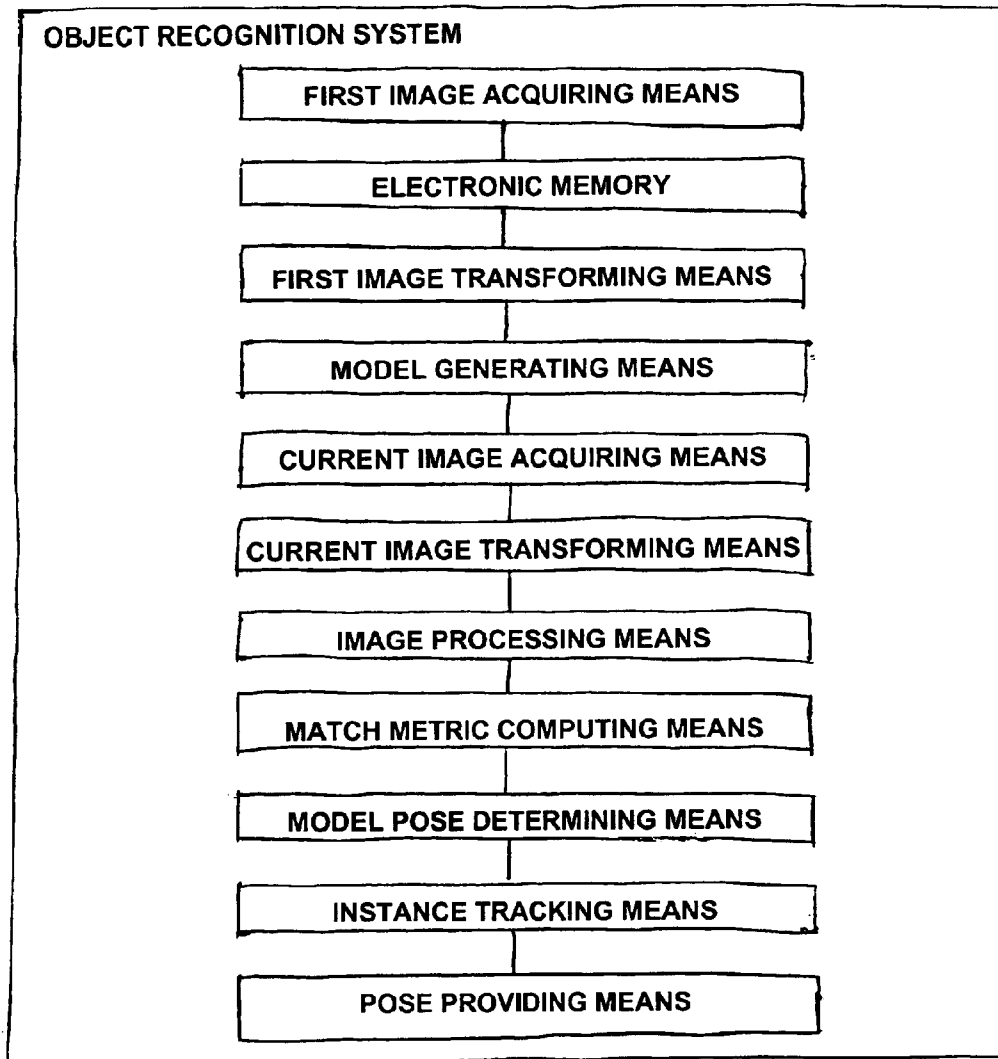 OBJECT RECOGNITION SYSTEM
FIRST IMAGE ACQUIRING MEANS
ELECTRONIC MEMORY
FIRST IMAGE TRANSFORMING MEANS
MODEL GENERATING MEANS
CURRENT IMAGE ACQUIRING MEANS
CURRENT IMAGE TRANSFORMING MEANS
IMAGE PROCESSING MEANS
MATCH METRIC COMPUTING MEANS
MODEL POSE DETERMINING MEANS
INSTANCE TRACKING MEANS
POSE PROVIDING MEANS